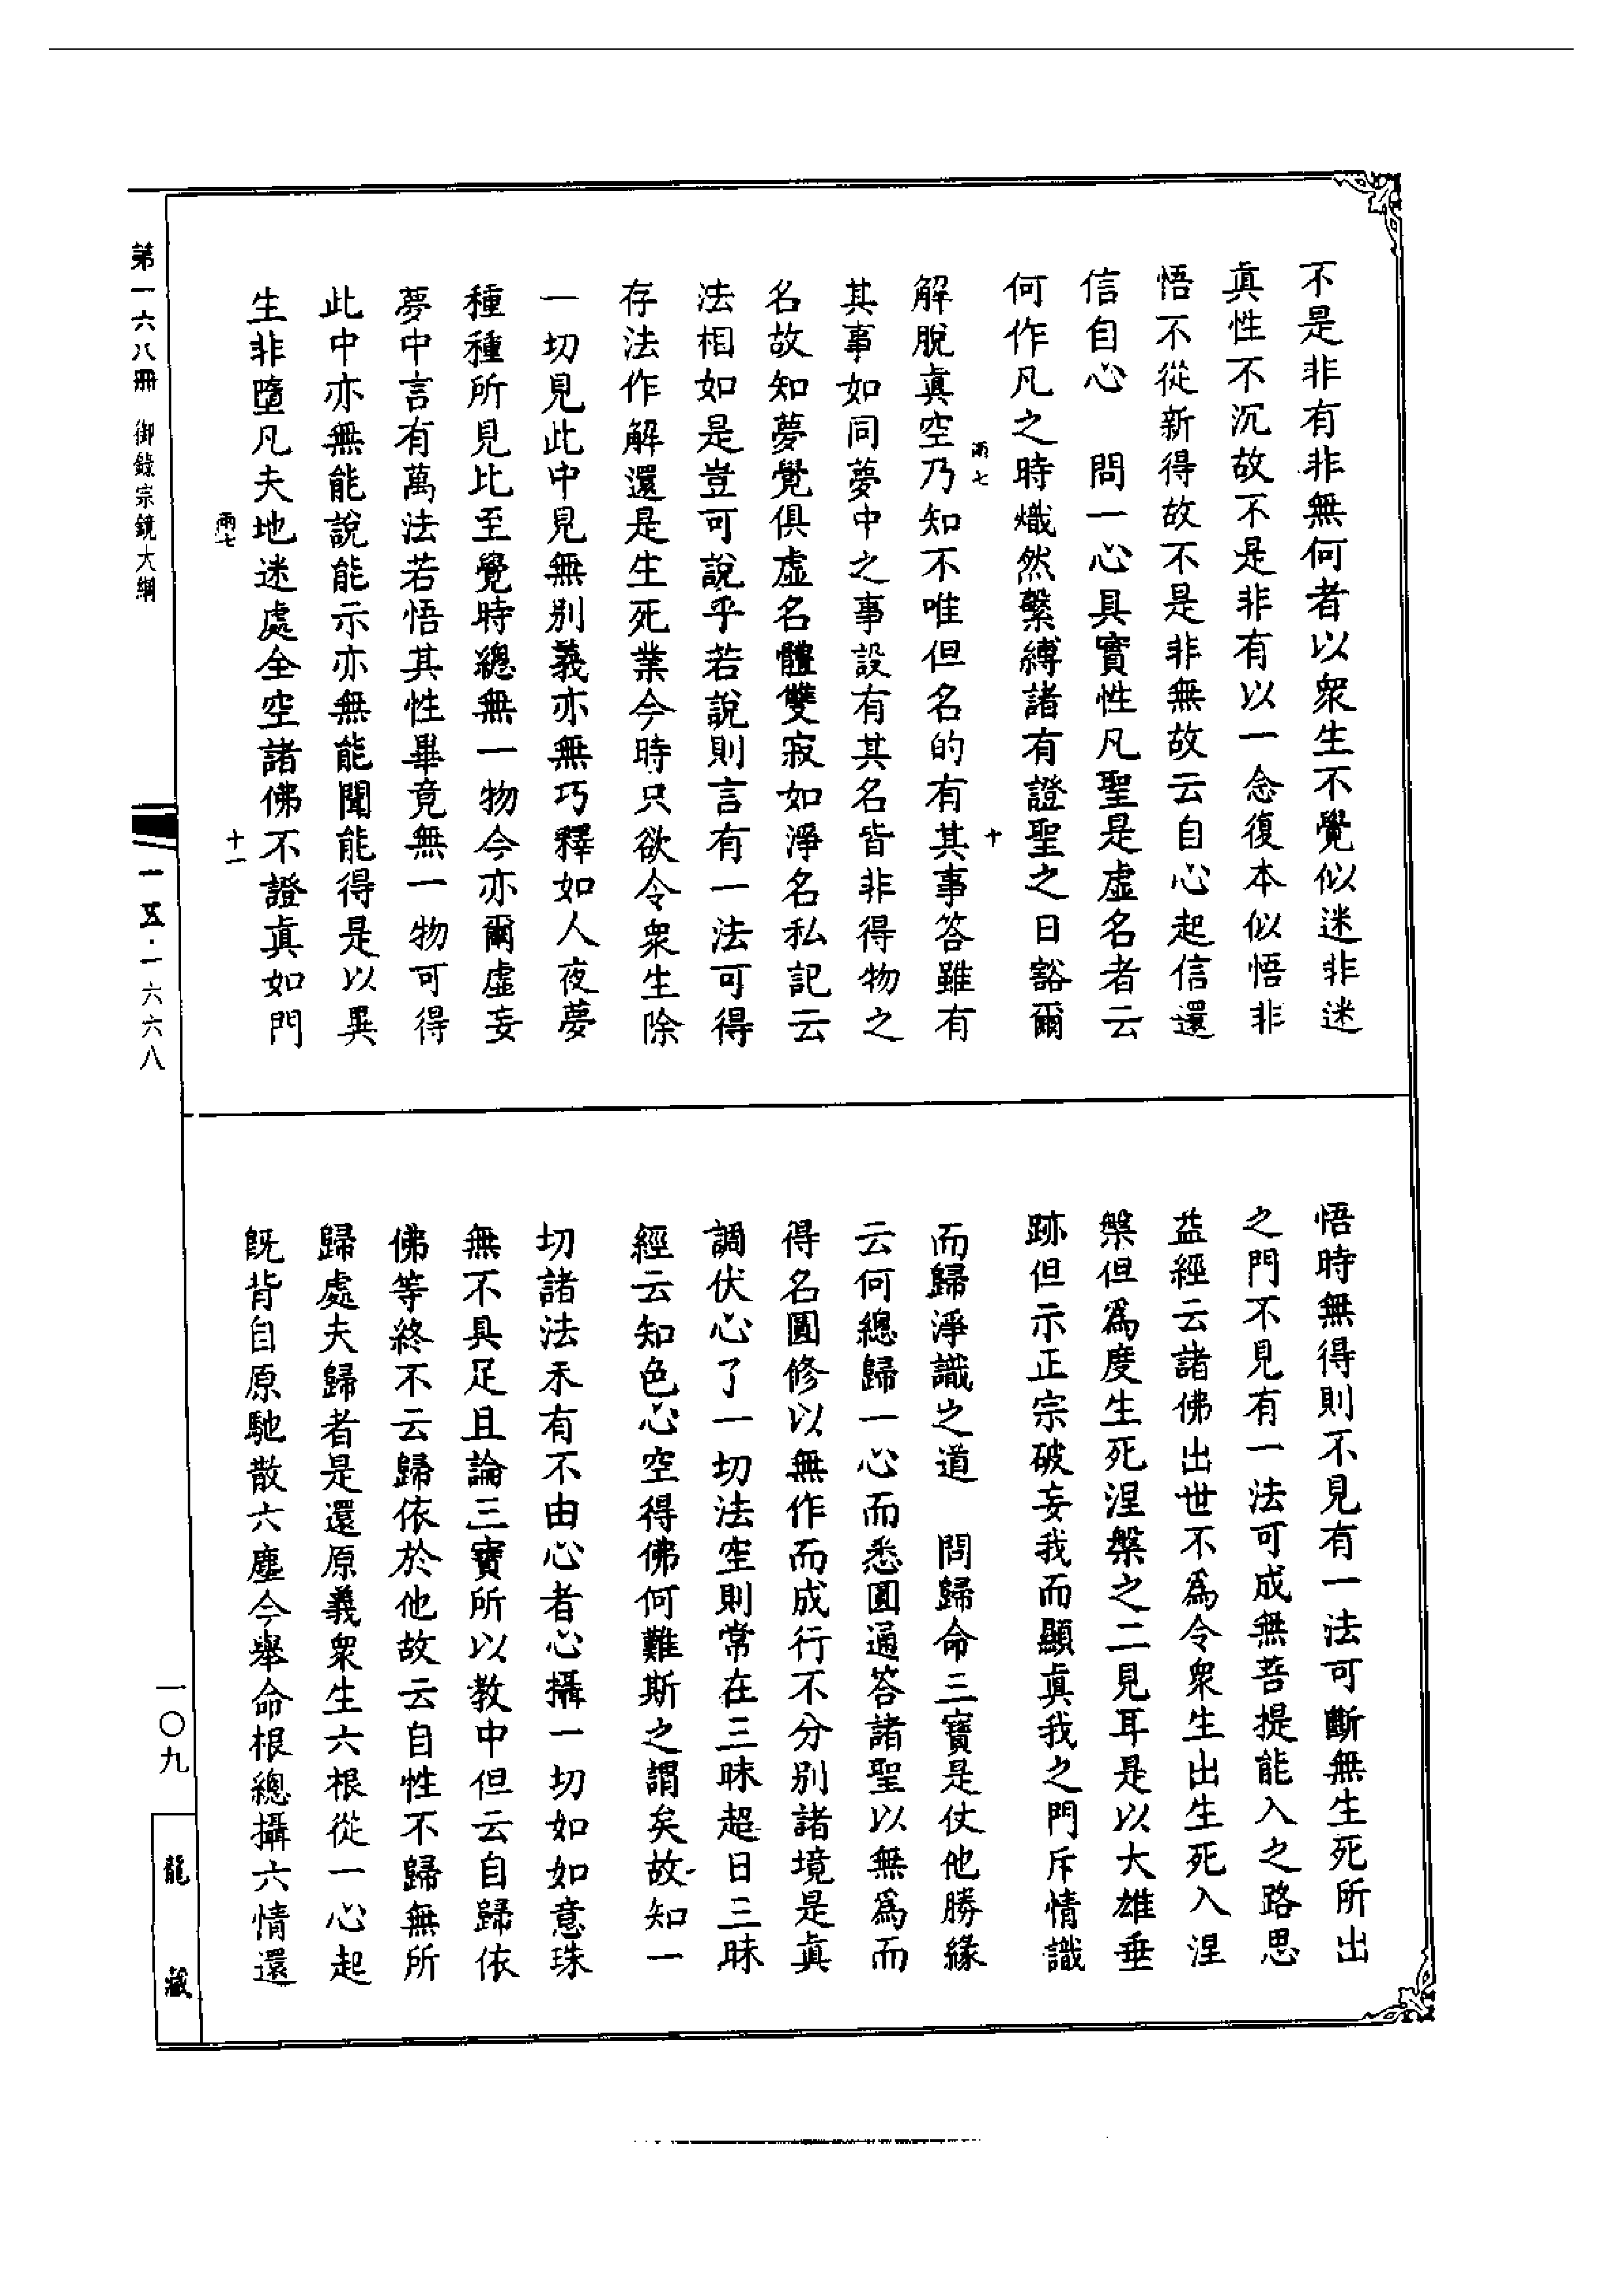 不是非有非無何者以衆生不覺似迷非迷
真性不沉故不是非有以一念復本似悟非
悟不從新得故不是非無故云自心起信還
信自心　問一心具實性凡聖是虛名者云
何作凡之時熾然繫縛諸有證聖之日豁爾
雨七　十
解脫真空乃知不唯但名的有其事答雖有
其事如同夢中之事設有其名皆非得物之
名故知夢覺俱虛名體雙寂如淨名私記云
法相如是豈可說乎若說則言有一法可得
存法作解還是生死業今時只欲令衆生除
一切見此中見無別義亦無巧釋如人夜夢
種種所見比至覺時總無一物今亦爾虛妄
夢中言有萬法若悟其性畢竟無一物可得
此中亦無能說能示亦無能聞能得是以異
生非墮凡夫地迷處全空諸佛不證真如門
雨七　十一
悟時無得則不見有一法可斷無生死所出
之門不見有一法可成無菩提能入之路思
益經云諸佛出世不為令衆生出生死入涅
槃但爲度生死涅槃之二見耳是以大雄垂
跡但示正宗破妄我而顯真我之門斥情識
而歸淨識之道　問歸命三寶是仗他勝緣
云何總歸一心而悉圓通答諸聖以無爲而
得名圓修以無作而成行不分別諸境是真
調伏心了一切法空則常在三昧超日三昧
經云知色心空得佛何難斯之謂矣故知一
切諸法未有不由心者心攝一切如如意珠
無不具足且論三寶所以教中但云自歸依
佛等終不云歸依於他故云自性不歸無所
歸處夫歸者是還原義衆生六根從一心起
既背自原馳散六塵今舉命根總攝六情還
第一六八冊　御錄宗鏡大綱
一五·一六六八
一〇九
龍藏